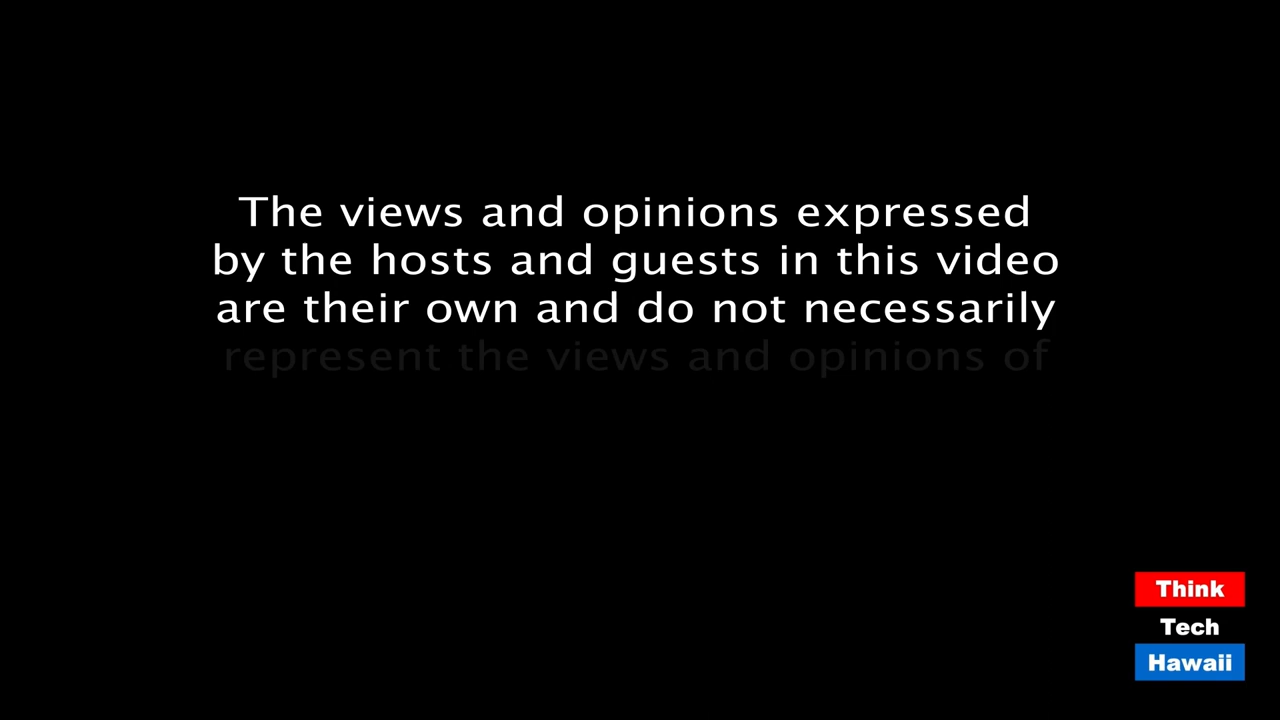 The views and opinions expressed
by the hosts and guests in this video
are their own and do not necessarily
represent the views and opinions of
Think
Tech
Hawaii